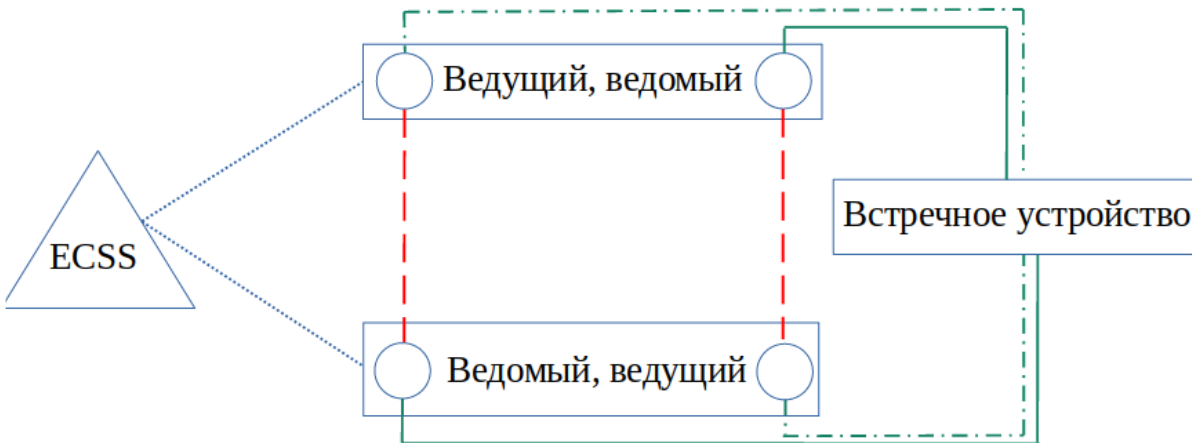 Ведущий, ведомый
Встречное устройство
ECSS
Ведомый, ведущий